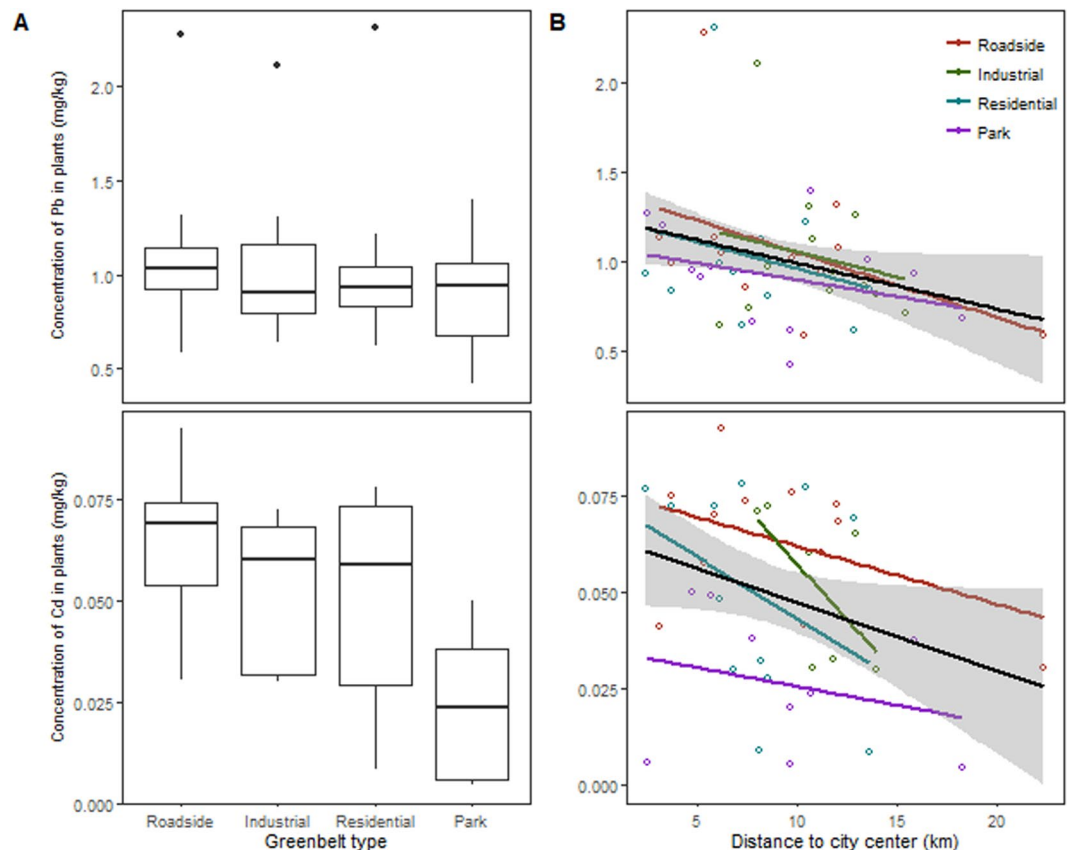 A
B
Concentration of Pb in plants (mg/kg)
2.0
1.5
1.0
0.5
2.0
1.5
1.0
0.5
Roadside
Industrial
Residential
Park
Concentration of Cd in plants (mg/kg)
0.075
0.050
0.025
0.000
Roadside Industrial Residential Park
Greenbelt type
0.075
0.050
0.025
0.000
5 10 15 20
Distance to city center (km)